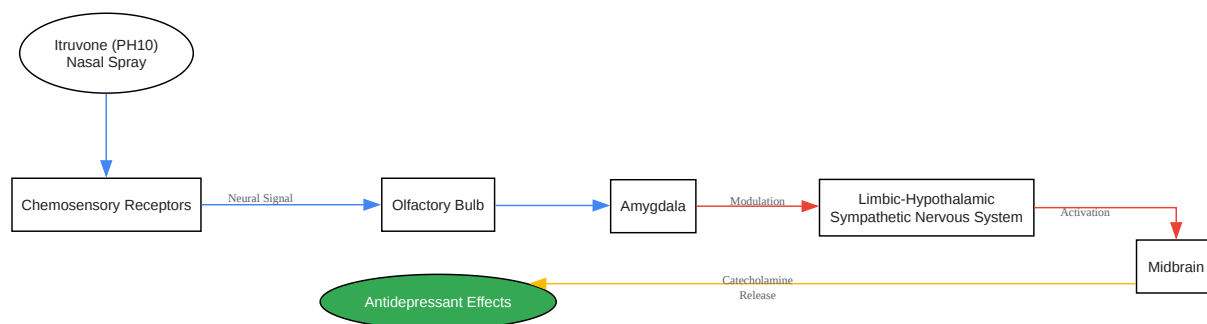 Itruvone (PH10)
Nasal Spray
Chemosensory Receptors
Neural Signal
Olfactory Bulb
Amygdala
Modulation
Limbic-Hypothalamic
Sympathetic Nervous System
Activation
Midbrain
Catecholamine
Release
Antidepressant Effects